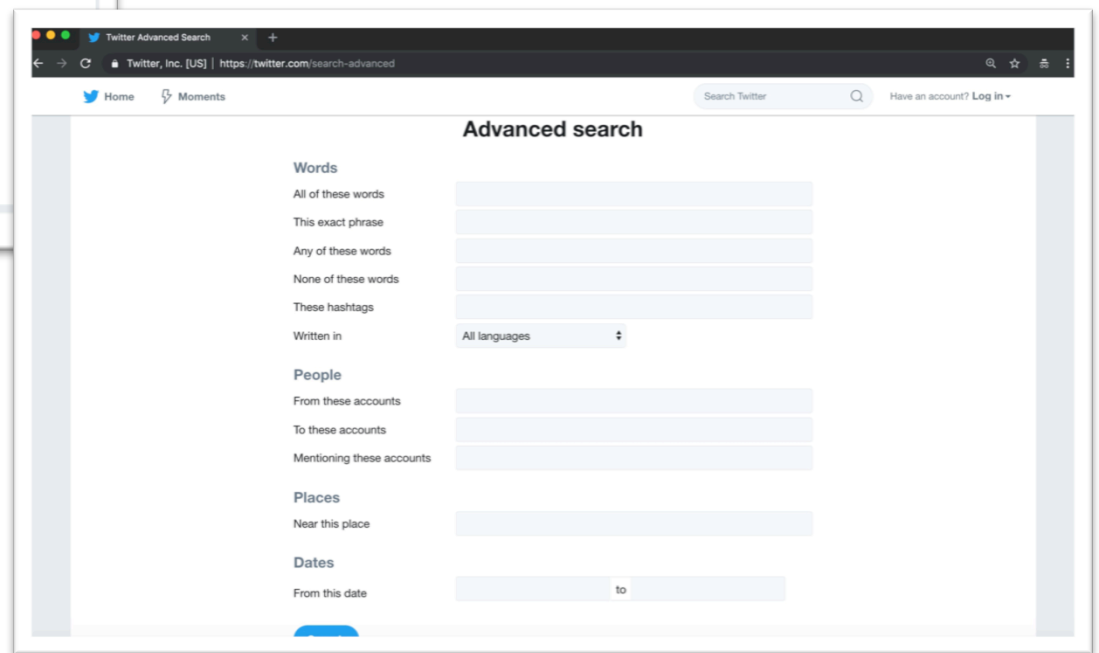 Twitter Advanced Search × +
Twitter, Inc. [US] | https://twitter.com/search-advanced
Home Moments Search Twitter Have an account? Log in
Advanced search
Words
All of these words
This exact phrase
Any of these words
None of these words
These hashtags
Written in All languages
People
From these accounts
To these accounts
Mentioning these accounts
Places
Near this place
Dates
From this date to